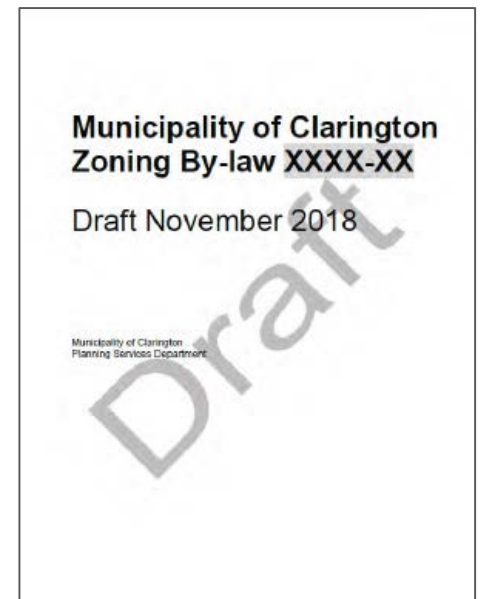 Municipality of Clarington
Zoning By-law XXXX-XX
Draft November 2018
Municipality of Clarington
Planning Services Department
Draft